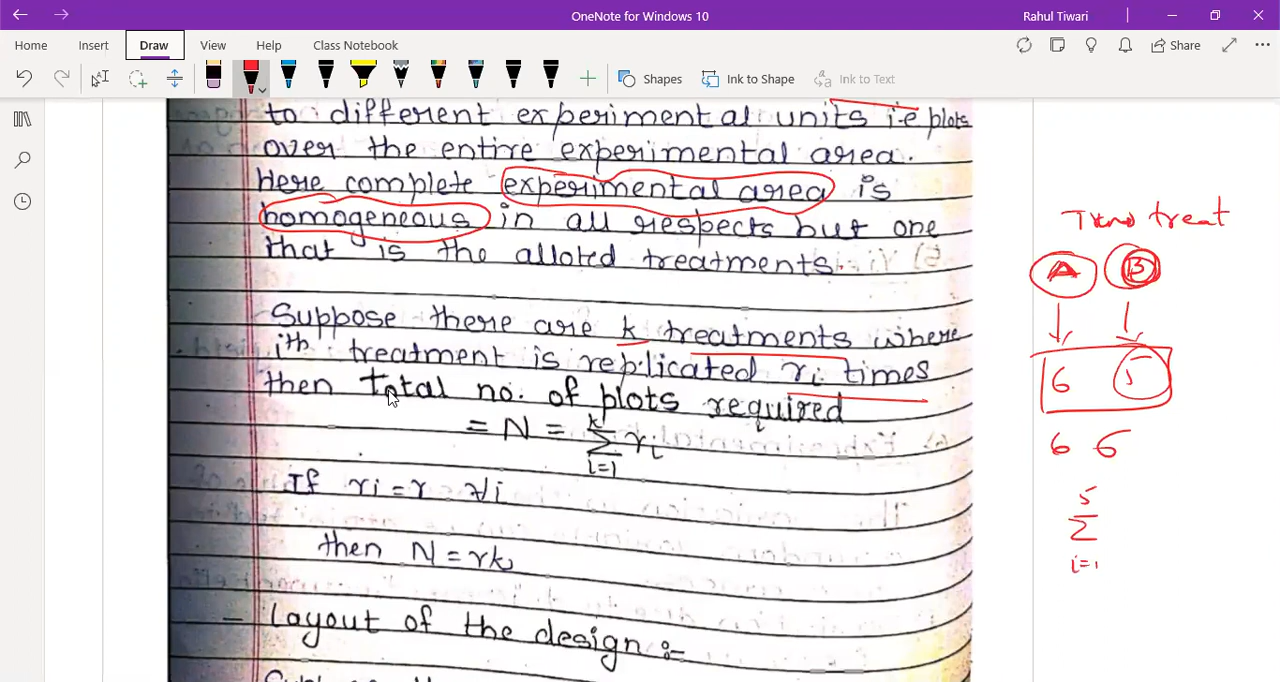 OneNote for Windows 10
Rahul Tiwari
Home Insert Draw View Help Class Notebook
Share
Shapes Ink to Shape Ink to Text
to different experimental units i.e plots
over the entire experimental area.
Here complete experimental area is
homogeneous in all respects but one
that is the alloted treatments.
Suppose there are k treatments where
ith treatment is replicated ri times
then total no. of plots required
= N = k Σ i=1 ri
If ri = r ∀i
then N = rk
- Layout of the design :-
treat
A B
6 5
6 6
5
Σ
i=1